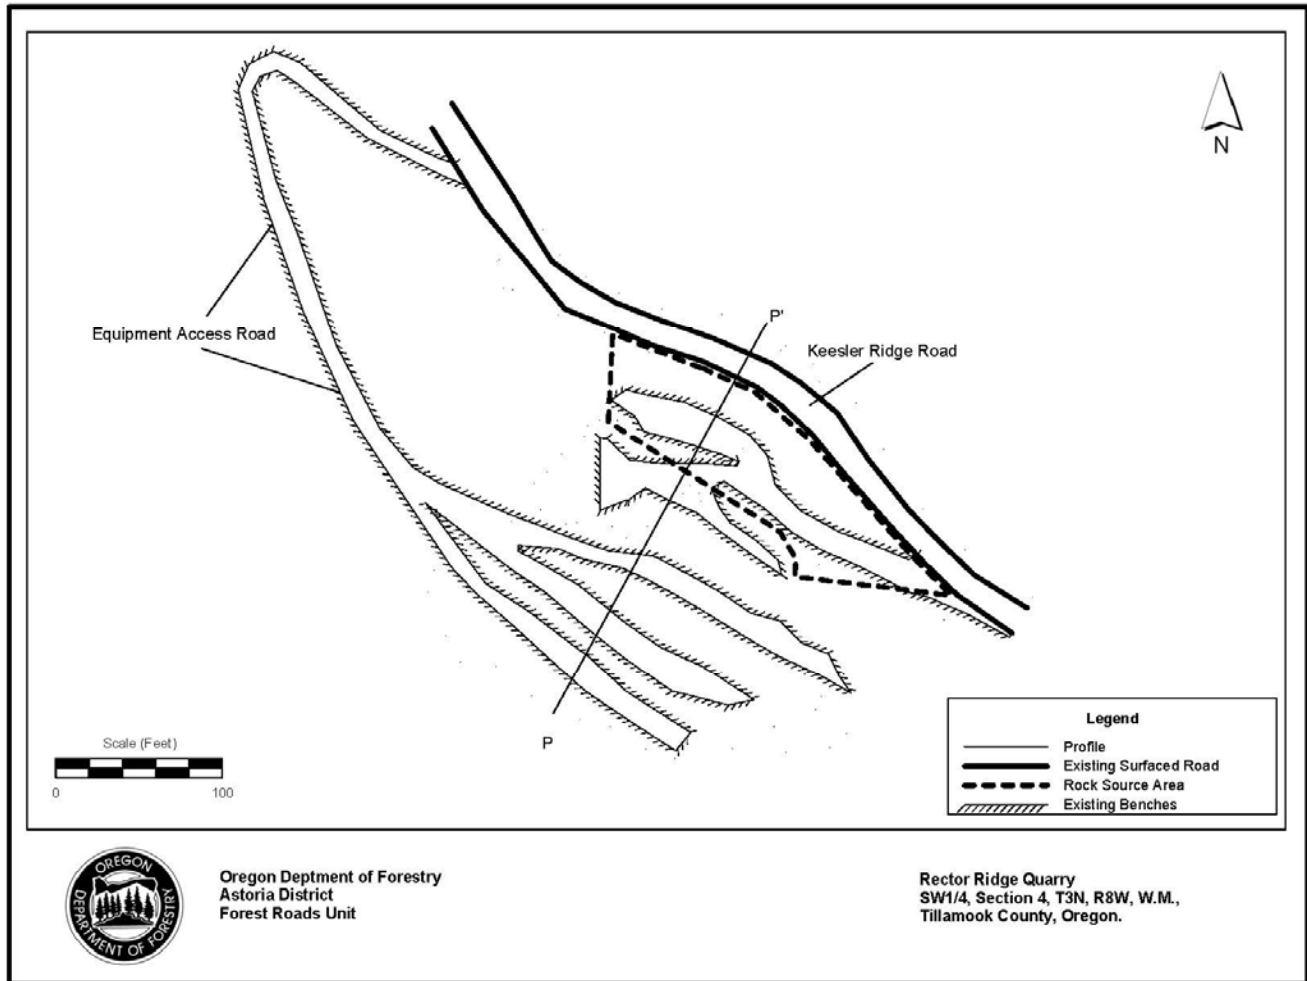 N
P'
Keesler Ridge Road
Equipment Access Road
P
Scale (Feet)
0 100
Legend
Profile
Existing Surfaced Road
Rock Source Area
Existing Benches
OREGON
DEPARTMENT OF FORESTRY
Oregon Deptment of Forestry
Astoria District
Forest Roads Unit
Rector Ridge Quarry
SW1/4, Section 4, T3N, R8W, W.M.,
Tillamook County, Oregon.